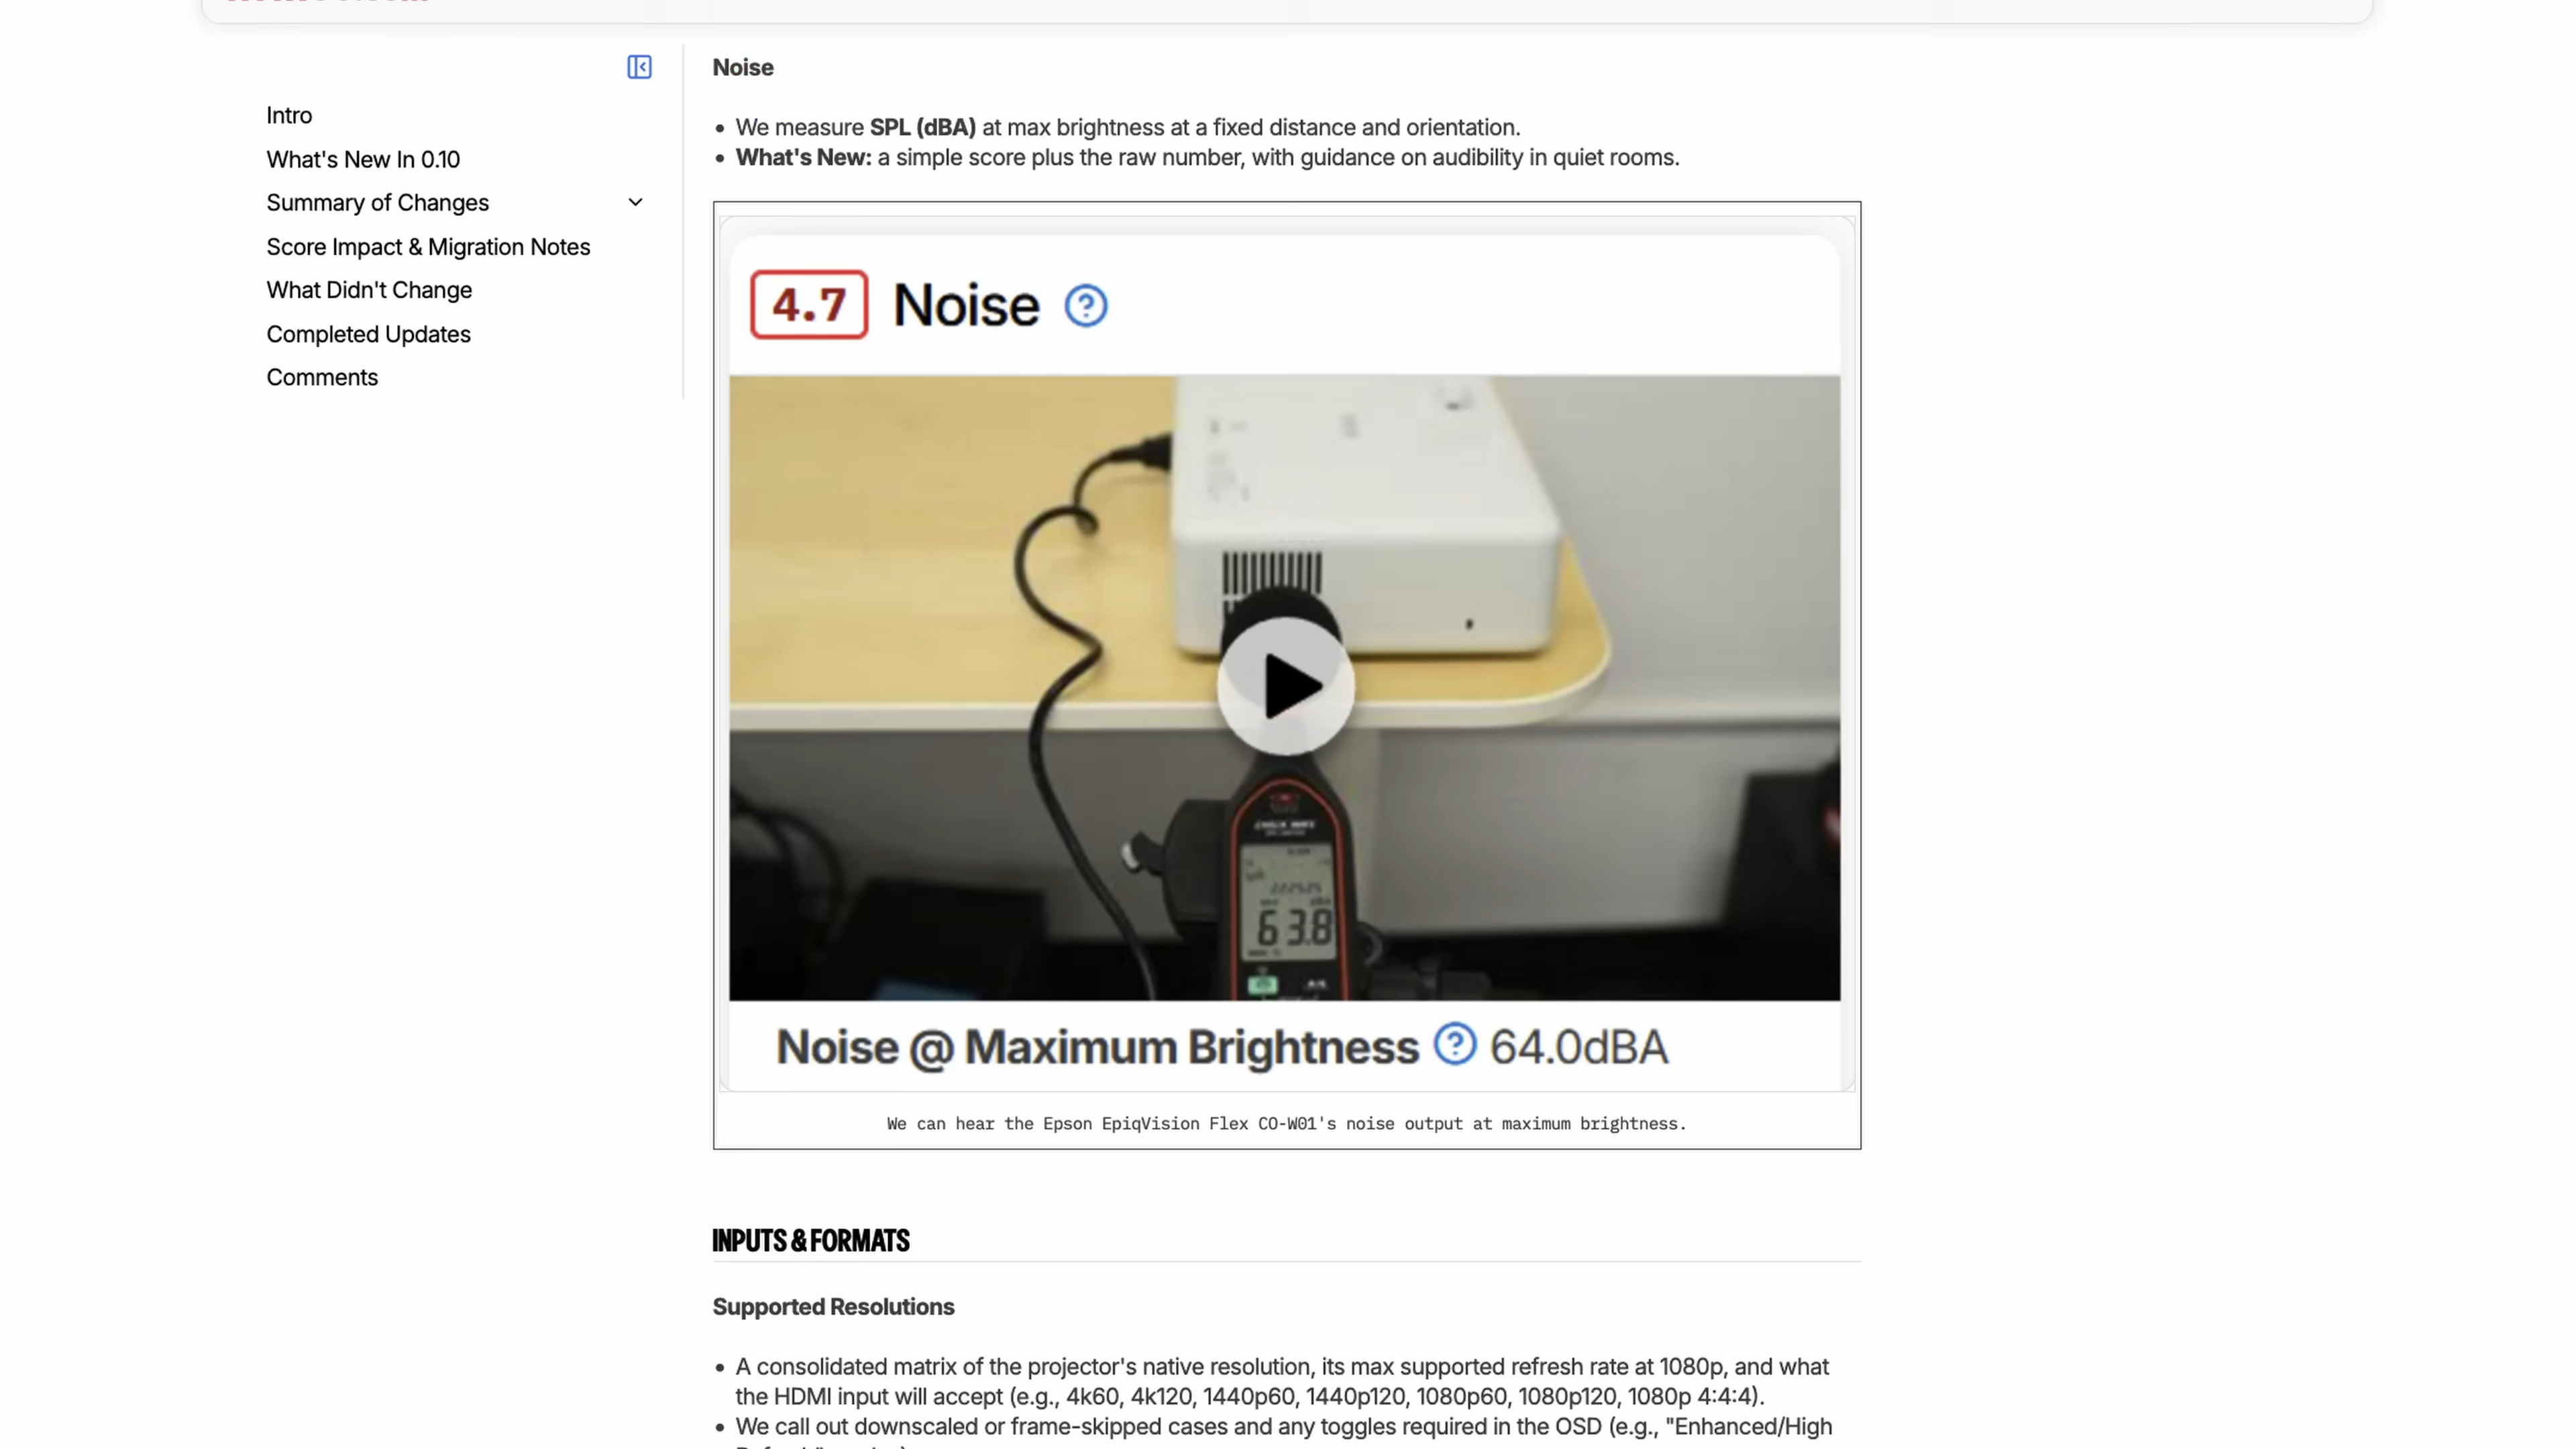 Noise
Intro
What's New In 0.10
Summary of Changes
Score Impact & Migration Notes
What Didn't Change
Completed Updates
Comments
• We measure SPL (dBA) at max brightness at a fixed distance and orientation.
• What's New: a simple score plus the raw number, with guidance on audibility in quiet rooms.
4.7 Noise ?
63.8
Noise @ Maximum Brightness ? 64.0dBA
We can hear the Epson EpiqVision Flex CO-W01's noise output at maximum brightness.
INPUTS & FORMATS
Supported Resolutions
• A consolidated matrix of the projector's native resolution, its max supported refresh rate at 1080p, and what
the HDMI input will accept (e.g., 4k60, 4k120, 1440p60, 1440p120, 1080p60, 1080p120, 1080p 4:4:4).
• We call out downscaled or frame-skipped cases and any toggles required in the OSD (e.g., "Enhanced/High